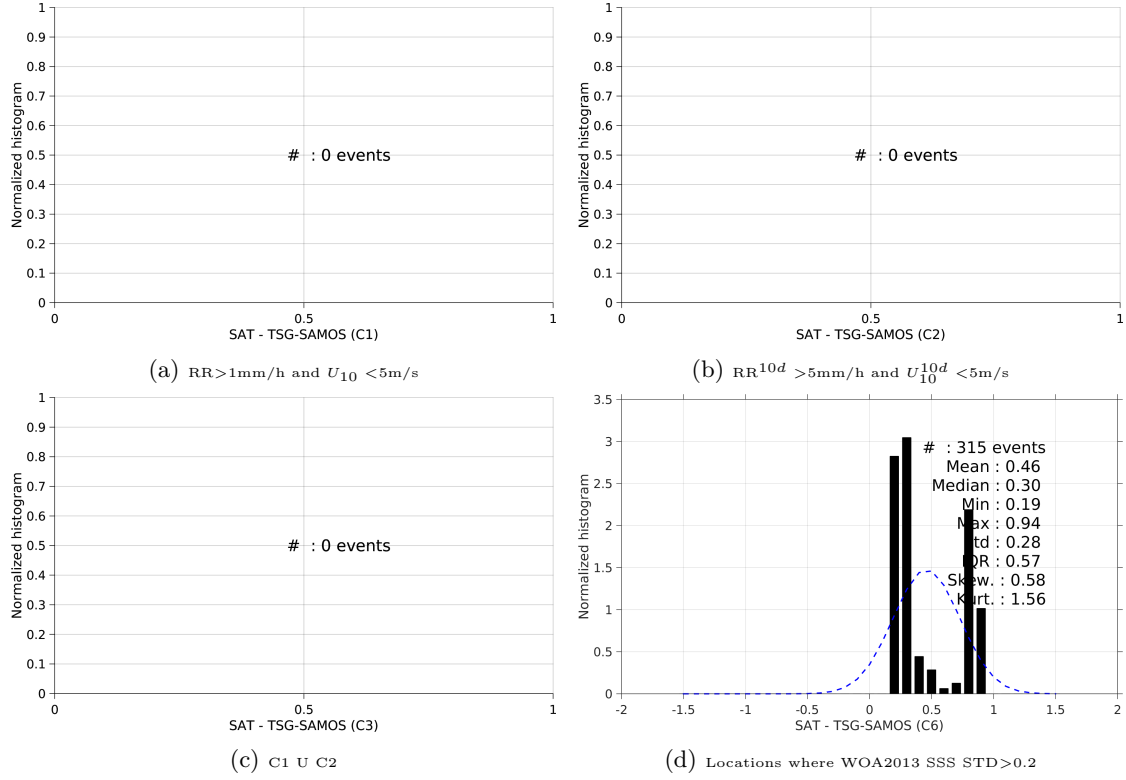 1
0.9
0.8
0.7
0.6
0.5
0.4
0.3
0.2
0.1
0
Normalized histogram
# : 0 events
0 0.5 1
SAT - TSG-SAMOS (C1)
(a) RR>1mm/h and U10 <5m/s
1
0.9
0.8
0.7
0.6
0.5
0.4
0.3
0.2
0.1
0
Normalized histogram
# : 0 events
0 0.5 1
SAT - TSG-SAMOS (C2)
(b) RR10d >5mm/h and U10d10 <5m/s
1
0.9
0.8
0.7
0.6
0.5
0.4
0.3
0.2
0.1
0
Normalized histogram
# : 0 events
0 0.5 1
SAT - TSG-SAMOS (C3)
(c) C1 U C2
3.5
3
2.5
2
1.5
1
0.5
0
Normalized histogram
# : 315 events
Mean : 0.46
Median : 0.30
Min : 0.19
Max : 0.94
Std : 0.28
IQR : 0.57
Skew. : 0.58
Kurt. : 1.56
-2 -1.5 -1 -0.5 0 0.5 1 1.5 2
SAT - TSG-SAMOS (C6)
(d) Locations where WOA2013 SSS STD>0.2